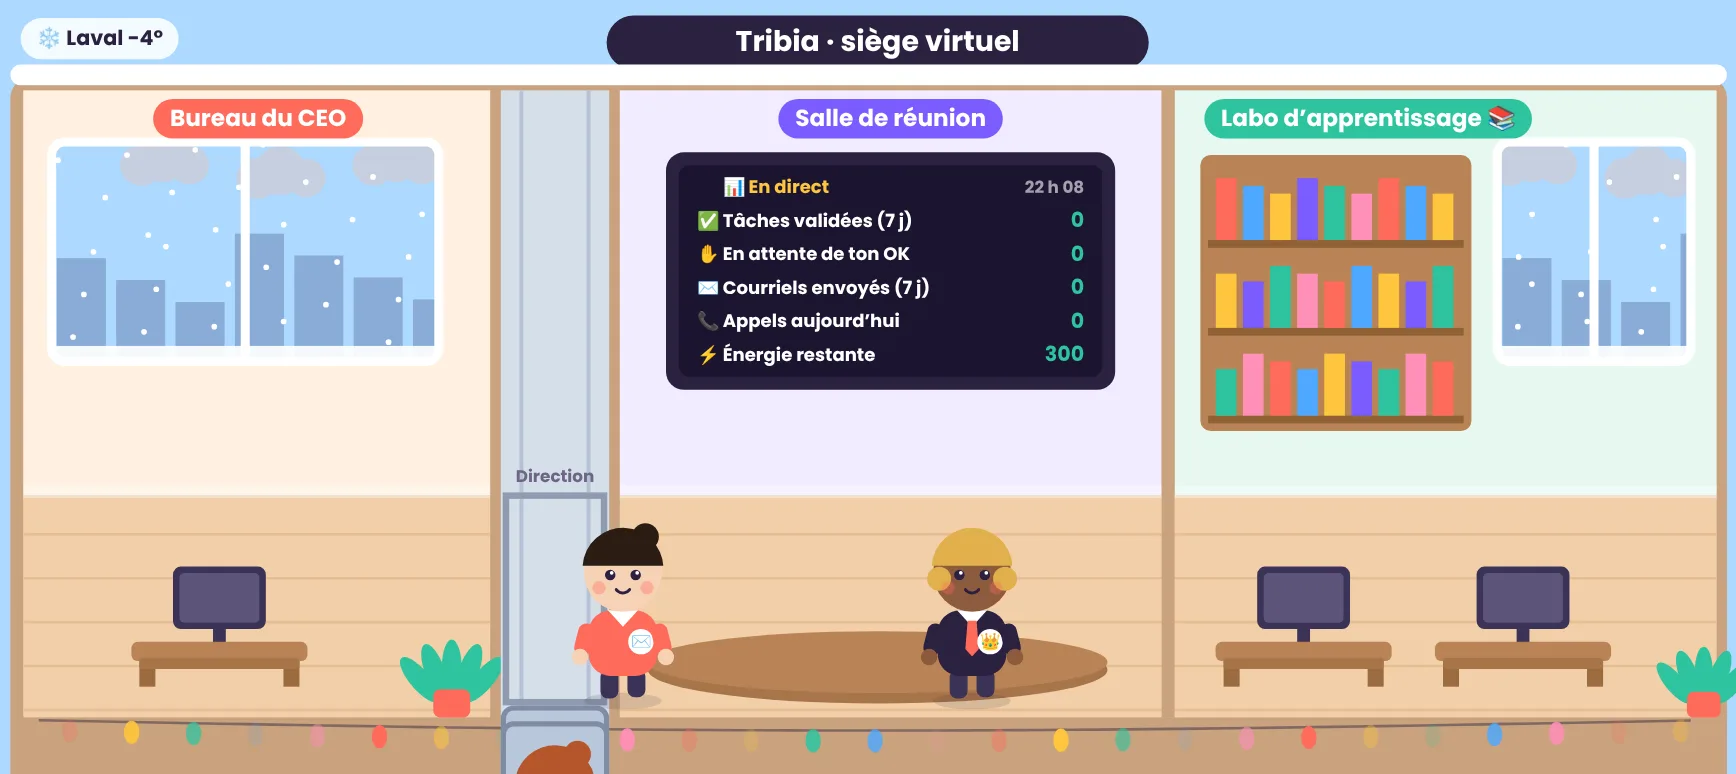 ❄️ Laval -4°
Tribia · siège virtuel
Bureau du CEO
Salle de réunion
Labo d’apprentissage 📚
📊 En direct 22 h 08
✅ Tâches validées (7 j) 0
✋ En attente de ton OK 0
✉️ Courriels envoyés (7 j) 0
📞 Appels aujourd’hui 0
⚡ Énergie restante 300
Direction